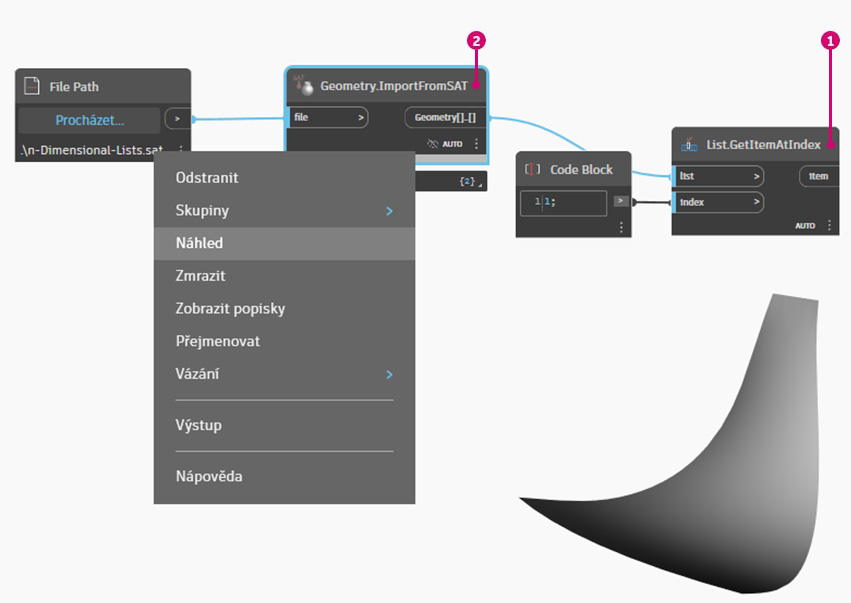 2
1
File Path
Procházet...
>
.\n-Dimensional-Lists.sat
SAT
Geometry.ImportFromSAT
file >
Geometry[]..[]
AUTO
{2}
Code Block
1 1;
>
List.GetItemAtIndex
list >
item
index >
AUTO
Odstranit
Skupiny >
Náhled
Zmrazit
Zobrazit popisky
Přejmenovat
Vázání >
Výstup
Nápověda